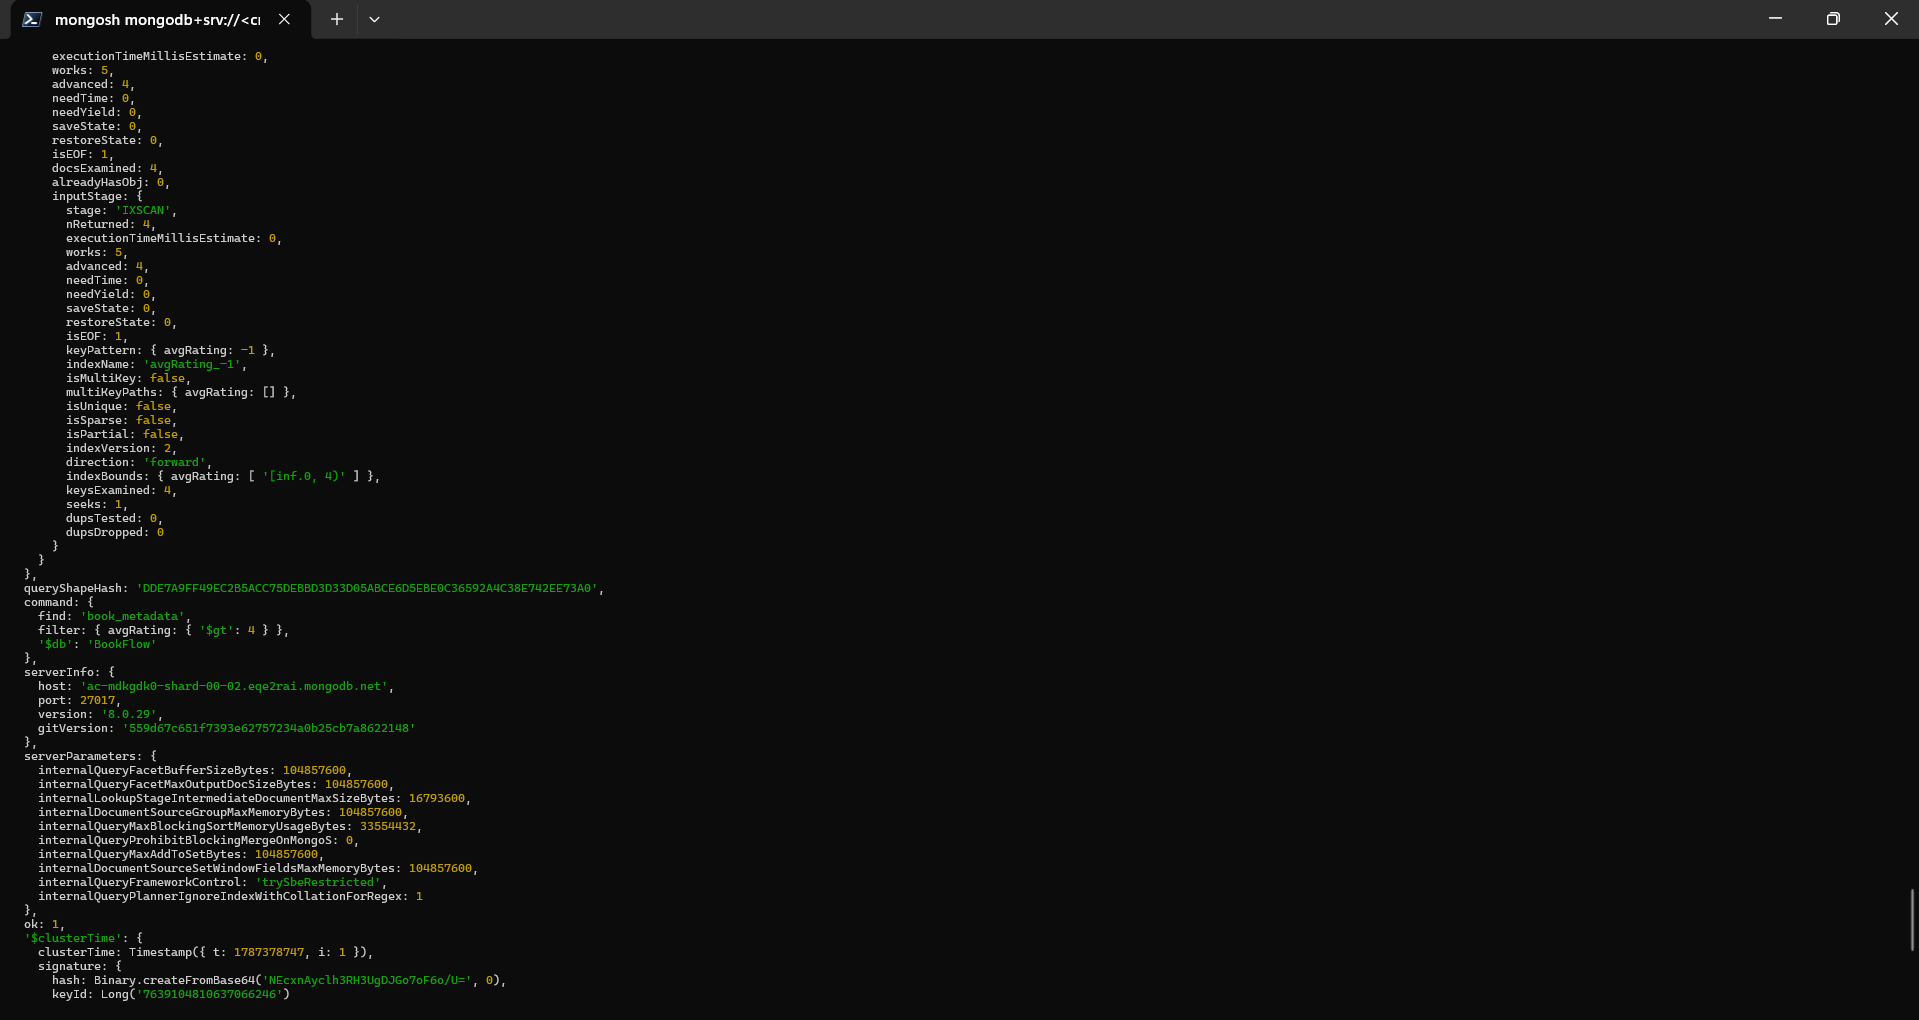 mongosh mongodb+srv://<cr
executionTimeMillisEstimate: 0,
works: 5,
advanced: 4,
needTime: 0,
needYield: 0,
saveState: 0,
restoreState: 0,
isEOF: 1,
docsExamined: 4,
alreadyHasObj: 0,
inputStage: {
stage: 'IXSCAN',
nReturned: 4,
executionTimeMillisEstimate: 0,
works: 5,
advanced: 4,
needTime: 0,
needYield: 0,
saveState: 0,
restoreState: 0,
isEOF: 1,
keyPattern: { avgRating: -1 },
indexName: 'avgRating_-1',
isMultiKey: false,
multiKeyPaths: { avgRating: [] },
isUnique: false,
isSparse: false,
isPartial: false,
indexVersion: 2,
direction: 'forward',
indexBounds: { avgRating: [ '[inf.0, 4)' ] },
keysExamined: 4,
seeks: 1,
dupsTested: 0,
dupsDropped: 0
}
}
},
queryShapeHash: 'DDE7A9FF49EC2B5ACC75DEBBD3D33D05ABCE6D5EBE0C36592A4C38E742EE73A0',
command: {
find: 'book_metadata',
filter: { avgRating: { '$gt': 4 } },
'$db': 'BookFlow'
},
serverInfo: {
host: 'ac-mdkgdk0-shard-00-02.eqe2rai.mongodb.net',
port: 27017,
version: '8.0.29',
gitVersion: '559d67c651f7393e62757234a0b25cb7a8622148'
},
serverParameters: {
internalQueryFacetBufferSizeBytes: 104857600,
internalQueryFacetMaxOutputDocSizeBytes: 104857600,
internalLookupStageIntermediateDocumentMaxSizeBytes: 16793600,
internalDocumentSourceGroupMaxMemoryBytes: 104857600,
internalQueryMaxBlockingSortMemoryUsageBytes: 33554432,
internalQueryProhibitBlockingMergeOnMongoS: 0,
internalQueryMaxAddToSetBytes: 104857600,
internalDocumentSourceSetWindowFieldsMaxMemoryBytes: 104857600,
internalQueryFrameworkControl: 'trySbeRestricted',
internalQueryPlannerIgnoreIndexWithCollationForRegex: 1
},
ok: 1,
'$clusterTime': {
clusterTime: Timestamp({ t: 1787378747, i: 1 }),
signature: {
hash: Binary.createFromBase64('NEcxnAyclh3RH3UgDJGo7oF6o/U=', 0),
keyId: Long('7639104810637066246')